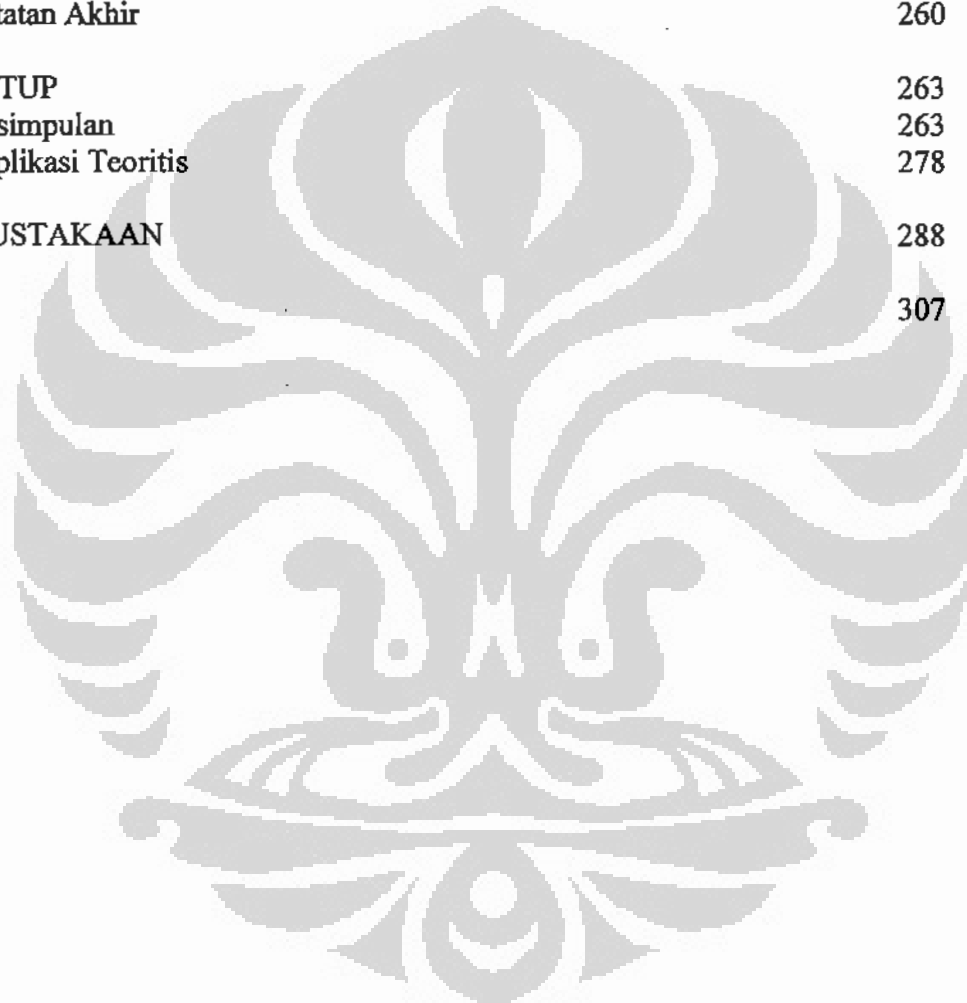 tatan Akhir 260
TUP 263
simpulan 263
plikasi Teoritis 278
USTAKAAN 288
307